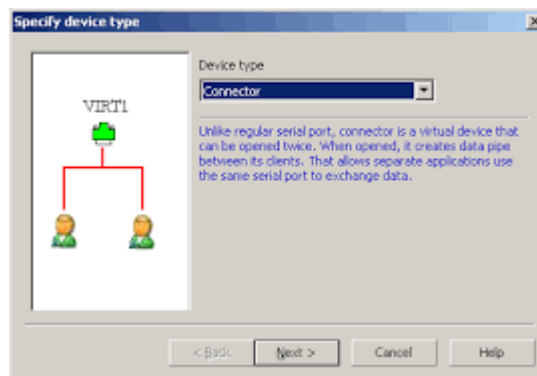 Specify device type
VIRT1
Device type
Connector
Unlike regular serial port, connector is a virtual device that
can be opened twice. When opened, it creates data pipe
between its clients. That allows separate applications use
the same serial port to exchange data.
< Back
Next >
Cancel
Help